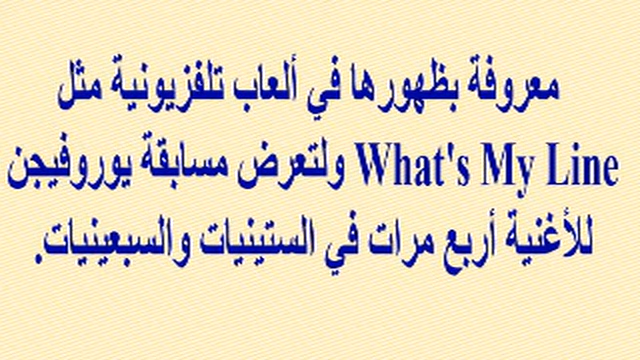 معروفة بظهورها في ألعاب تلفزيونية مثل
What's My Line ولتعرض مسابقة يوروفيجن
للأغنية أربع مرات في الستينيات والسبعينيات.